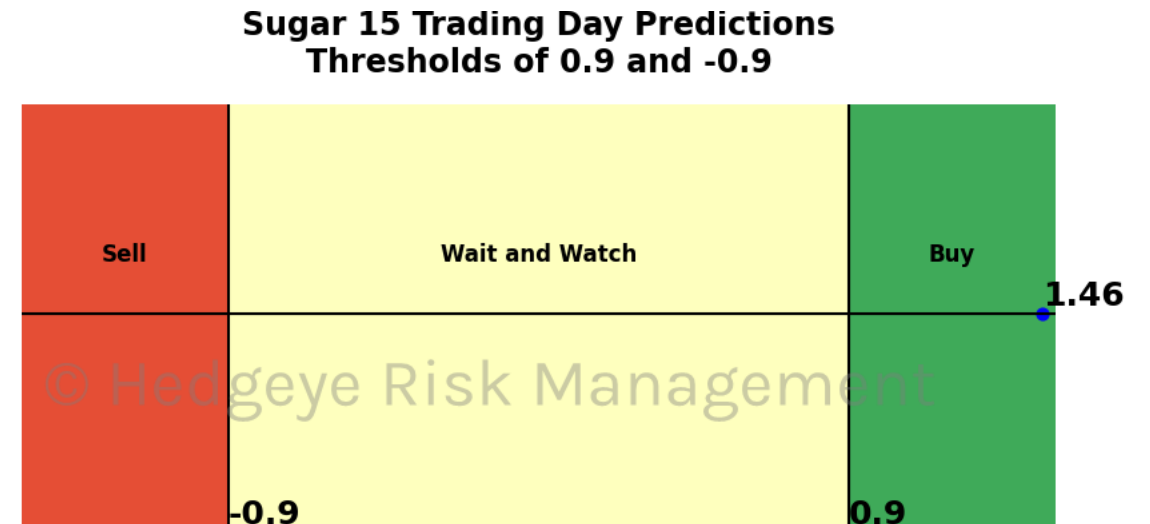 Sugar 15 Trading Day Predictions
Thresholds of 0.9 and -0.9
Sell
Wait and Watch
Buy
1.46
© Hedgeye Risk Management
-0.9
0.9